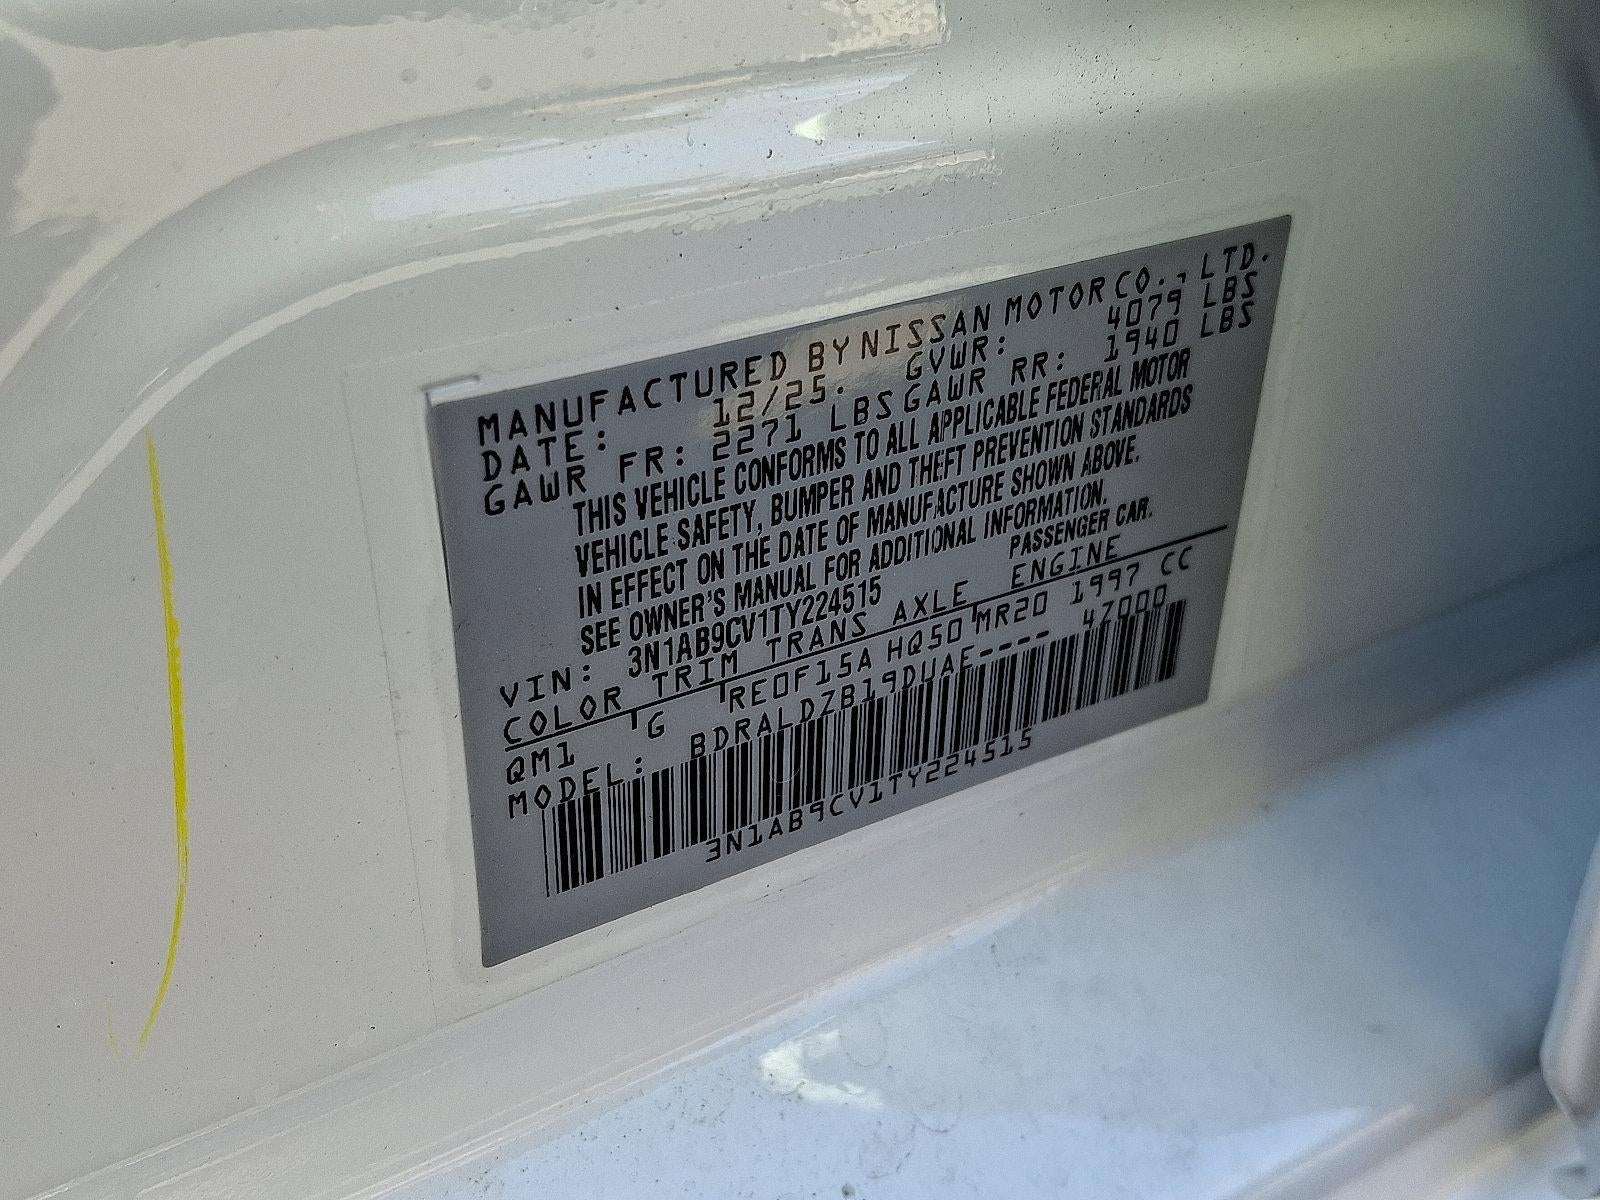 MANUFACTURED BY NISSAN MOTOR CO., LTD.
DATE: 12/25. GVWR: 4079 LBS
GAWR FR: 2271 LBS GAWR RR: 1940 LBS
THIS VEHICLE CONFORMS TO ALL APPLICABLE FEDERAL MOTOR
VEHICLE SAFETY, BUMPER AND THEFT PREVENTION STANDARDS
IN EFFECT ON THE DATE OF MANUFACTURE SHOWN ABOVE.
SEE OWNER'S MANUAL FOR ADDITIONAL INFORMATION.
VIN: 3N1AB9CV1TY224515 PASSENGER CAR.
COLOR TRIM TRANS AXLE ENGINE
QM1 G RE0F15A HQ50 MR20 1997 CC
MODEL: BDRALDZB19DUAE---- 47000
3N1AB9CV1TY224515